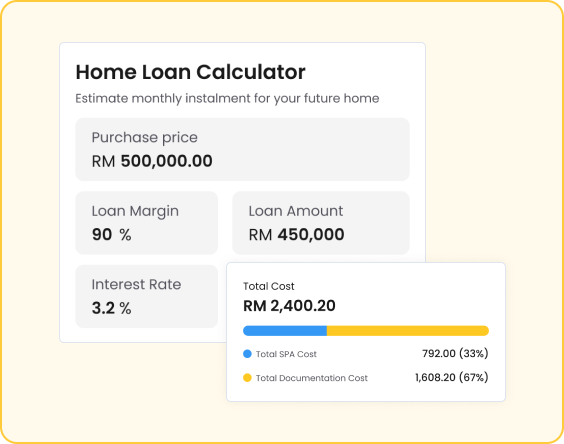 Home Loan Calculator
Estimate monthly instalment for your future home
Purchase price
RM 500,000.00
Loan Margin
90 %
Loan Amount
RM 450,000
Interest Rate
3.2 %
Total Cost
RM 2,400.20
Total SPA Cost 792.00 (33%)
Total Documentation Cost 1,608.20 (67%)